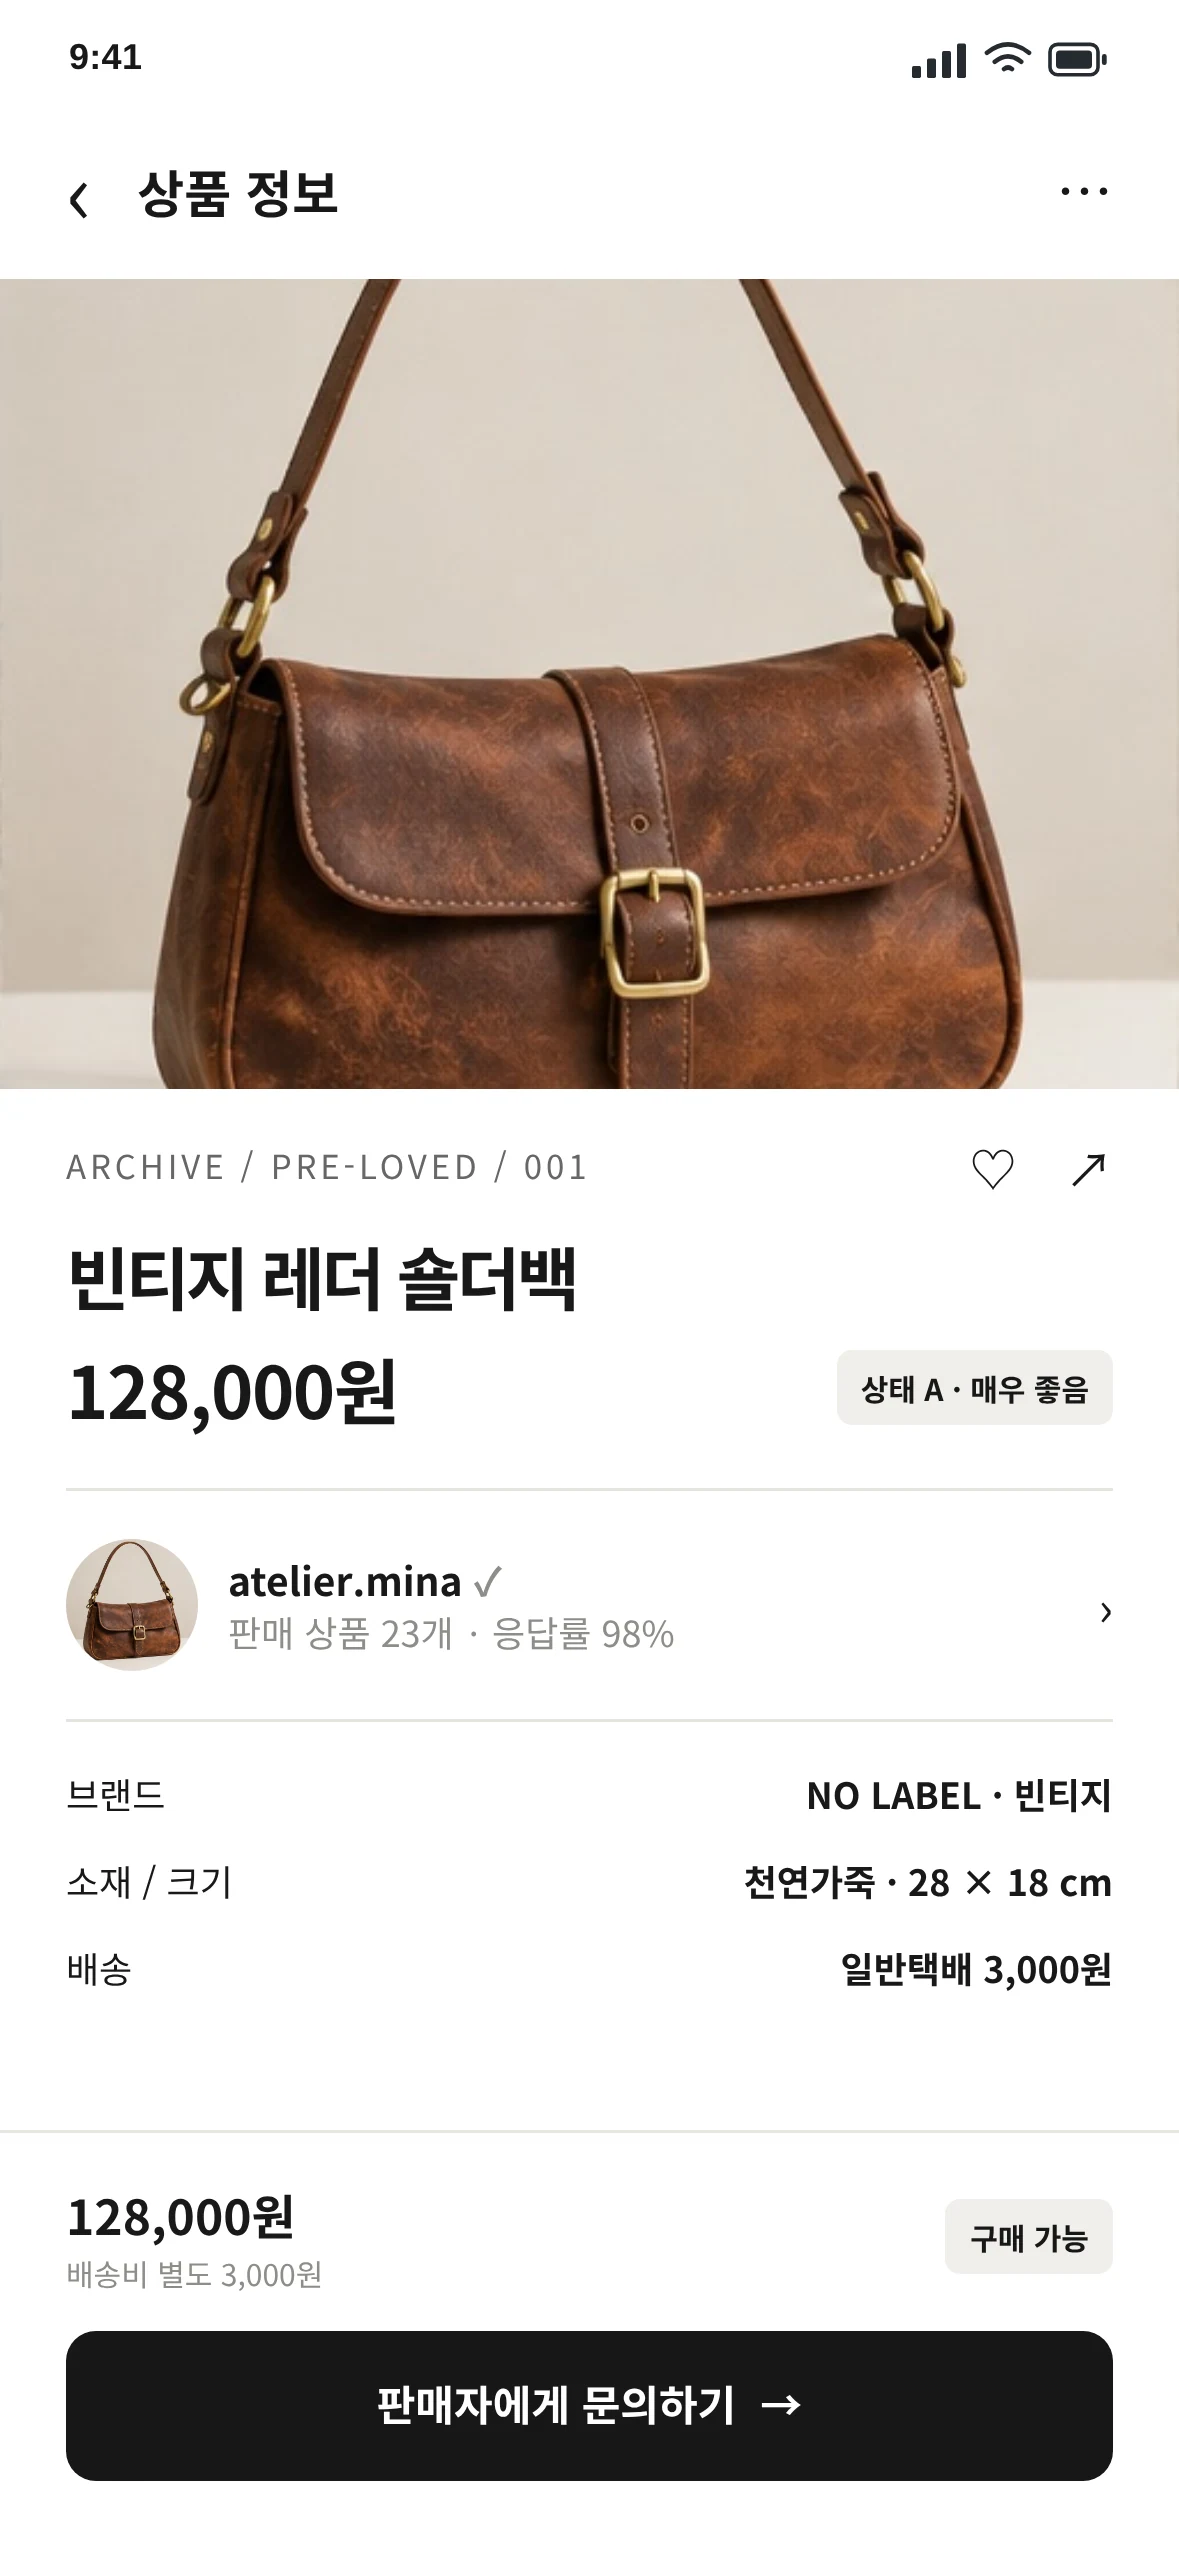 9:41
상품 정보
ARCHIVE / PRE-LOVED / 001
빈티지 레더 숄더백
128,000원
상태 A · 매우 좋음
atelier.mina ✓
판매 상품 23개 · 응답률 98%
브랜드
NO LABEL · 빈티지
소재 / 크기
천연가죽 · 28 × 18 cm
배송
일반택배 3,000원
128,000원
배송비 별도 3,000원
구매 가능
판매자에게 문의하기 →